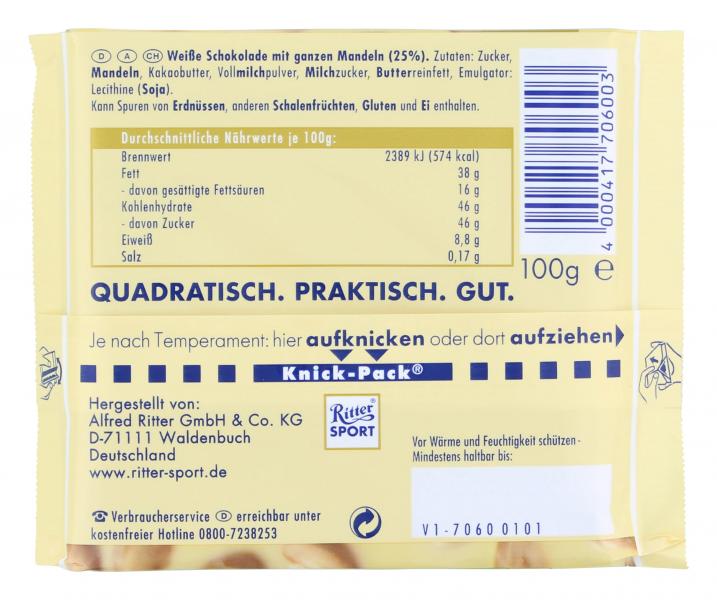 D A CH Weiße Schokolade mit ganzen Mandeln (25%). Zutaten: Zucker,
Mandeln, Kakaobutter, Vollmilchpulver, Milchzucker, Butterreinfett, Emulgator:
Lecithine (Soja).
Kann Spuren von Erdnüssen, anderen Schalenfrüchten, Gluten und Ei enthalten.
Durchschnittliche Nährwerte je 100g:
Brennwert 2389 kJ (574 kcal)
Fett 38 g
- davon gesättigte Fettsäuren 16 g
Kohlenhydrate 46 g
- davon Zucker 46 g
Eiweiß 8,8 g
Salz 0,17 g
4 000417 706003
100g ℮
QUADRATISCH. PRAKTISCH. GUT.
Je nach Temperament: hier aufknicken oder dort aufziehen
Knick-Pack®
Hergestellt von:
Alfred Ritter GmbH & Co. KG
D-71111 Waldenbuch
Deutschland
www.ritter-sport.de
Ritter®
SPORT
Vor Wärme und Feuchtigkeit schützen -
Mindestens haltbar bis:
V1-7060 0101
Verbraucherservice D erreichbar unter
kostenfreier Hotline 0800-7238253